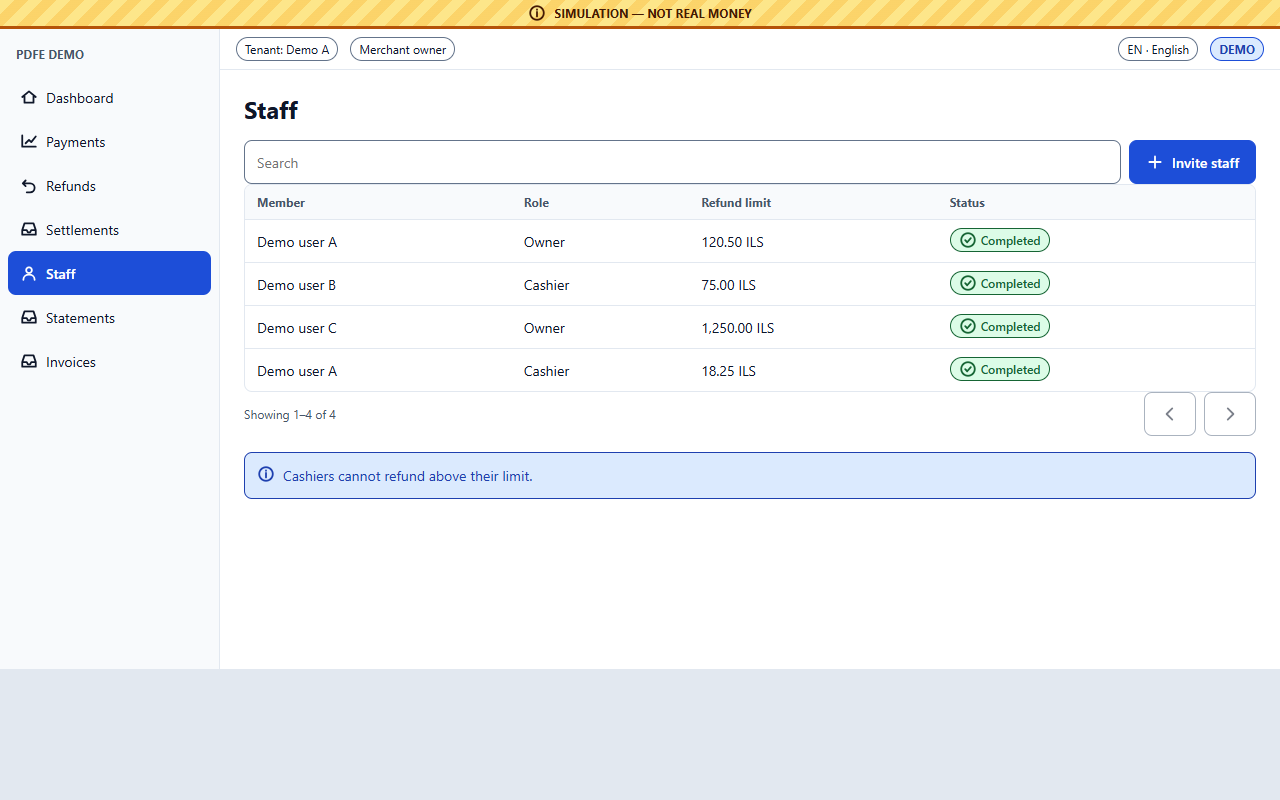 SIMULATION — NOT REAL MONEY
PDFE DEMO
Tenant: Demo A
Merchant owner
EN · English
DEMO
Dashboard
Payments
Refunds
Settlements
Staff
Statements
Invoices
Staff
Search
Invite staff
Member Role Refund limit Status
Demo user A Owner 120.50 ILS Completed
Demo user B Cashier 75.00 ILS Completed
Demo user C Owner 1,250.00 ILS Completed
Demo user A Cashier 18.25 ILS Completed
Showing 1–4 of 4
Cashiers cannot refund above their limit.